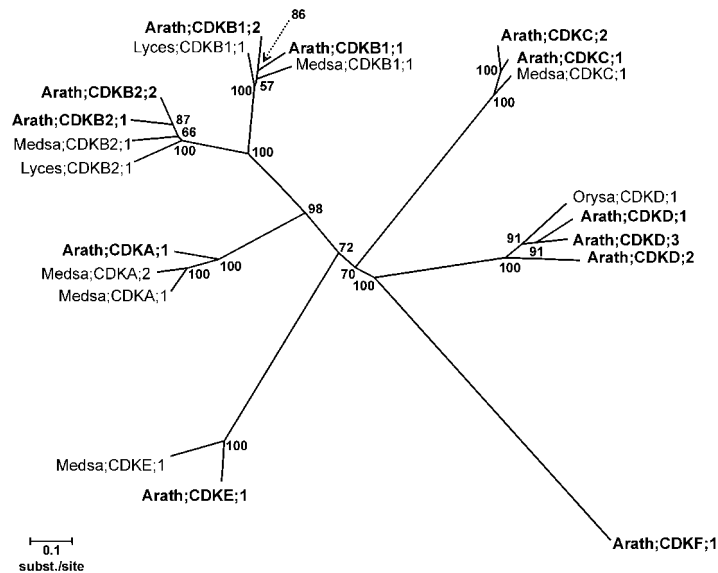 86
Arath;CDKB1;2
Lyces;CDKB1;1
Arath;CDKB1;1
Medsa;CDKB1;1
100
57
Arath;CDKC;2
Arath;CDKC;1
100
Medsa;CDKC;1
100
Arath;CDKB2;2
Arath;CDKB2;1
87
66
Medsa;CDKB2;1
100
Lyces;CDKB2;1
100
Orysa;CDKD;1
Arath;CDKD;1
91
Arath;CDKD;3
91
Arath;CDKD;2
100
98
72
70
100
Arath;CDKA;1
100
Medsa;CDKA;2
100
Medsa;CDKA;1
100
Medsa;CDKE;1
Arath;CDKE;1
Arath;CDKF;1
0.1
subst./site